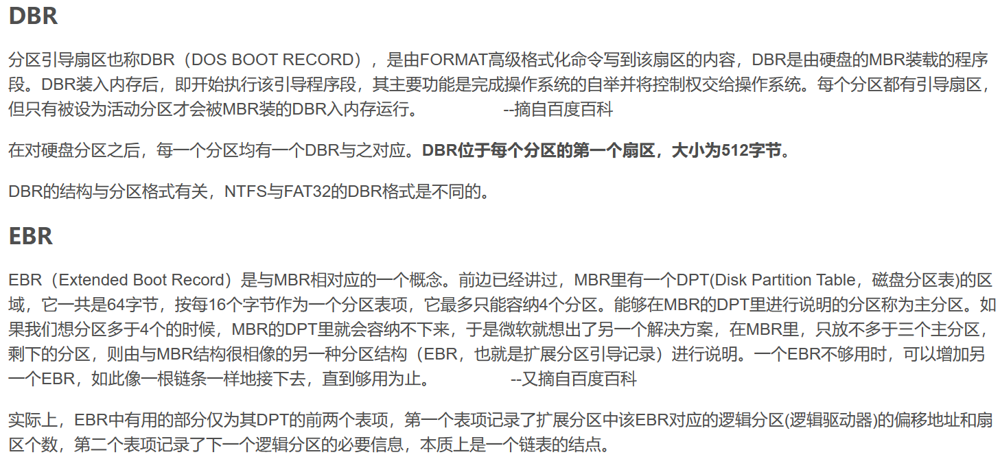 DBR
分区引导扇区也称DBR（DOS BOOT RECORD），是由FORMAT高级格式化命令写到该扇区的内容，DBR是由硬盘的MBR装载的程序
段。DBR装入内存后，即开始执行该引导程序段，其主要功能是完成操作系统的自举并将控制权交给操作系统。每个分区都有引导扇区，
但只有被设为活动分区才会被MBR装的DBR入内存运行。 --摘自百度百科
在对硬盘分区之后，每一个分区均有一个DBR与之对应。DBR位于每个分区的第一个扇区，大小为512字节。
DBR的结构与分区格式有关，NTFS与FAT32的DBR格式是不同的。
EBR
EBR（Extended Boot Record）是与MBR相对应的一个概念。前边已经讲过，MBR里有一个DPT(Disk Partition Table，磁盘分区表)的区
域，它一共是64字节，按每16个字节作为一个分区表项，它最多只能容纳4个分区。能够在MBR的DPT里进行说明的分区称为主分区。如
果我们想分区多于4个的时候，MBR的DPT里就会容纳不下来，于是微软就想出了另一个解决方案，在MBR里，只放不多于三个主分区，
剩下的分区，则由与MBR结构很相像的另一种分区结构（EBR，也就是扩展分区引导记录）进行说明。一个EBR不够用时，可以增加另
一个EBR，如此像一根链条一样地接下去，直到够用为止。 --又摘自百度百科
实际上，EBR中有用的部分仅为其DPT的前两个表项，第一个表项记录了扩展分区中该EBR对应的逻辑分区(逻辑驱动器)的偏移地址和扇
区个数，第二个表项记录了下一个逻辑分区的必要信息，本质上是一个链表的结点。